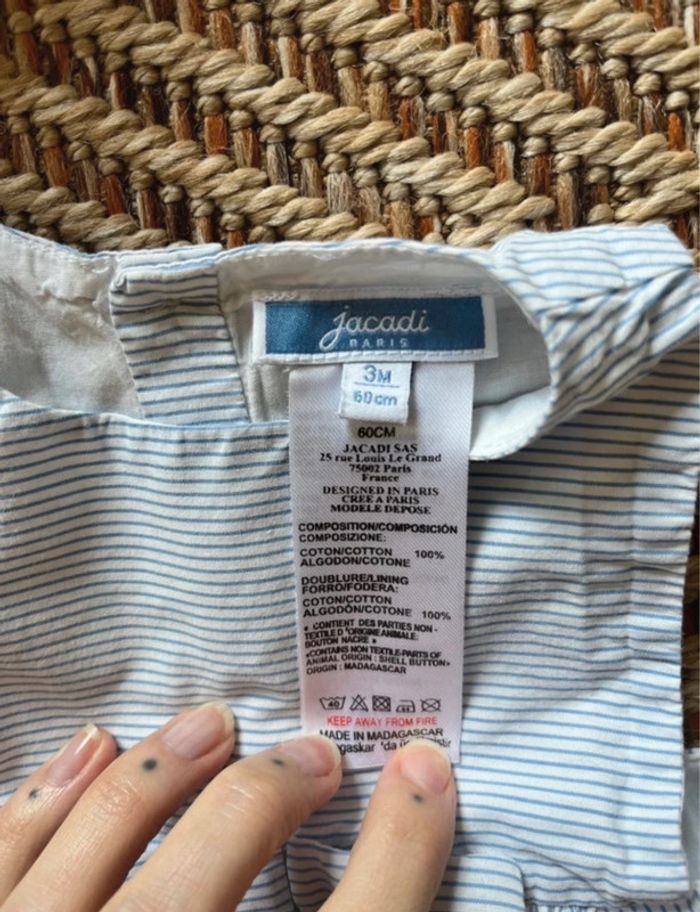 jacadi
PARIS
3M
60cm
60CM
JACADI SAS
25 rue Louis Le Grand
75002 Paris
France
DESIGNED IN PARIS
CREE A PARIS
MODELE DEPOSE
COMPOSITION/COMPOSICIÓN
COMPOSIZIONE:
COTON/COTTON 100%
ALGODON/COTONE
DOUBLURE/LINING
FORRO/FODERA:
COTON/COTTON
ALGODÓN/COTONE 100%
« CONTIENT DES PARTIES NON -
TEXTILE D 'ORIGINE ANIMALE:
BOUTON NACRE »
«CONTAINS NON TEXTILE-PARTS OF
ANIMAL ORIGIN : SHELL BUTTON»
ORIGIN : MADAGASCAR
40
KEEP AWAY FROM FIRE
MADE IN MADAGASCAR
'da